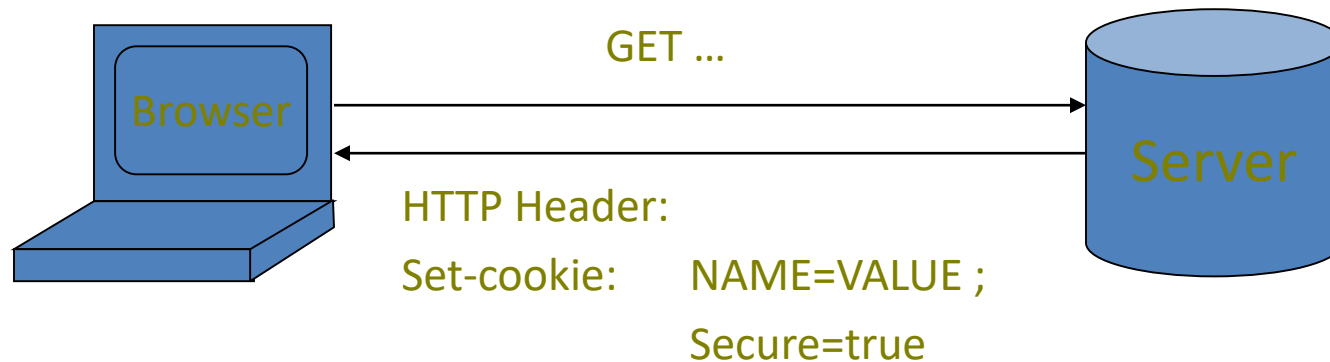 GET ...
Browser
Server
HTTP Header:
Set-cookie: NAME=VALUE ;
Secure=true